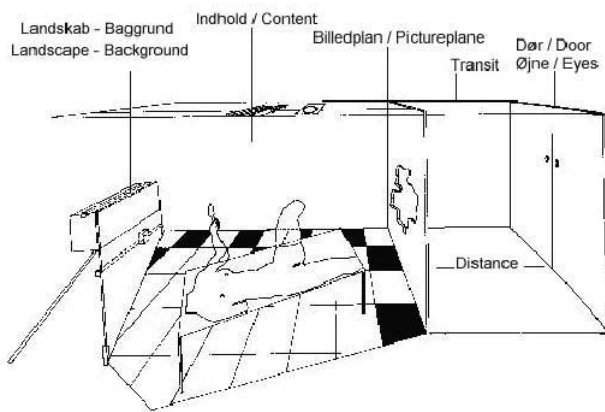 Landskab - Baggrund
Landscape - Background
Indhold / Content
Billedplan / Pictureplane
Transit
Dør / Door
Øjne / Eyes
Distance